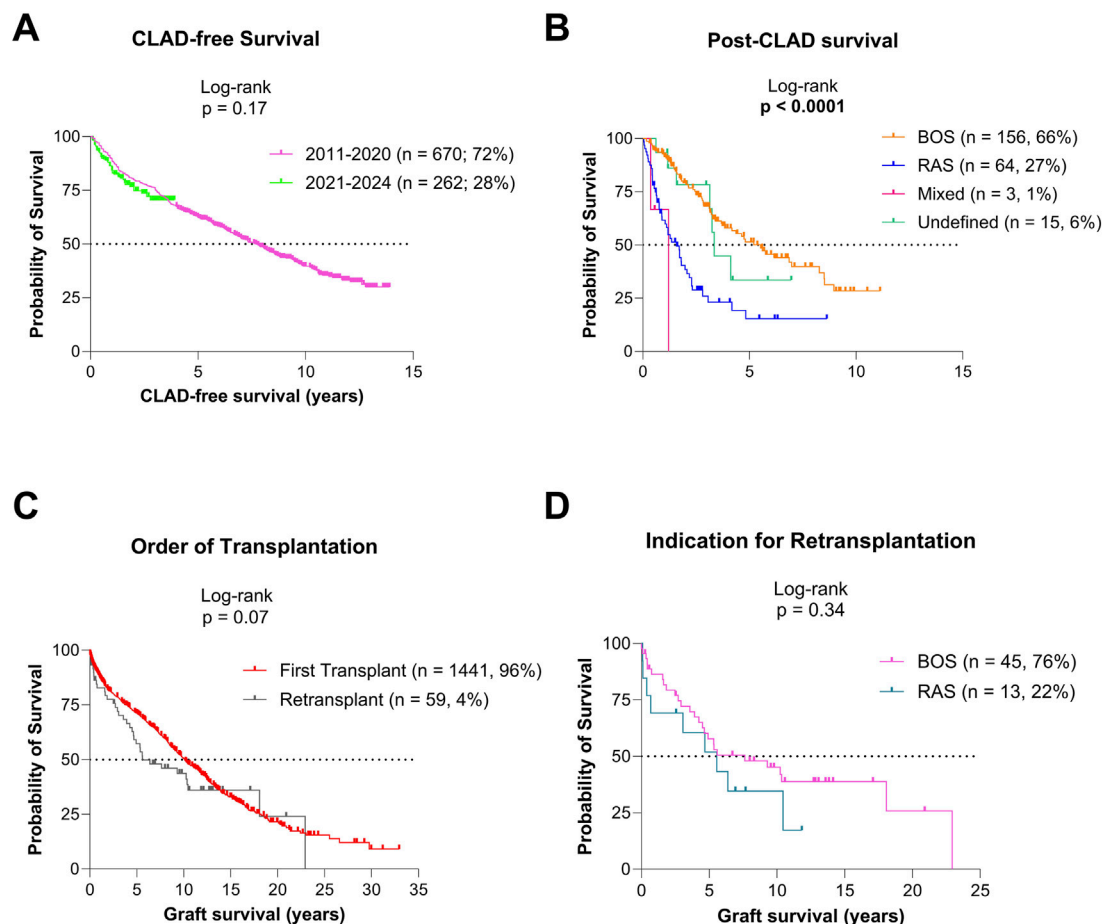 A
CLAD-free Survival
Log-rank
p = 0.17
2011-2020 (n = 670; 72%)
2021-2024 (n = 262; 28%)
Probability of Survival
100
75
50
25
0
0 5 10 15
CLAD-free survival (years)
B
Post-CLAD survival
Log-rank
p < 0.0001
BOS (n = 156, 66%)
RAS (n = 64, 27%)
Mixed (n = 3, 1%)
Undefined (n = 15, 6%)
Probability of Survival
100
75
50
25
0
0 5 10 15
C
Order of Transplantation
Log-rank
p = 0.07
First Transplant (n = 1441, 96%)
Retransplant (n = 59, 4%)
Probability of Survival
100
75
50
25
0
0 5 10 15 20 25 30 35
Graft survival (years)
D
Indication for Retransplantation
Log-rank
p = 0.34
BOS (n = 45, 76%)
RAS (n = 13, 22%)
Probability of Survival
100
75
50
25
0
0 5 10 15 20 25
Graft survival (years)